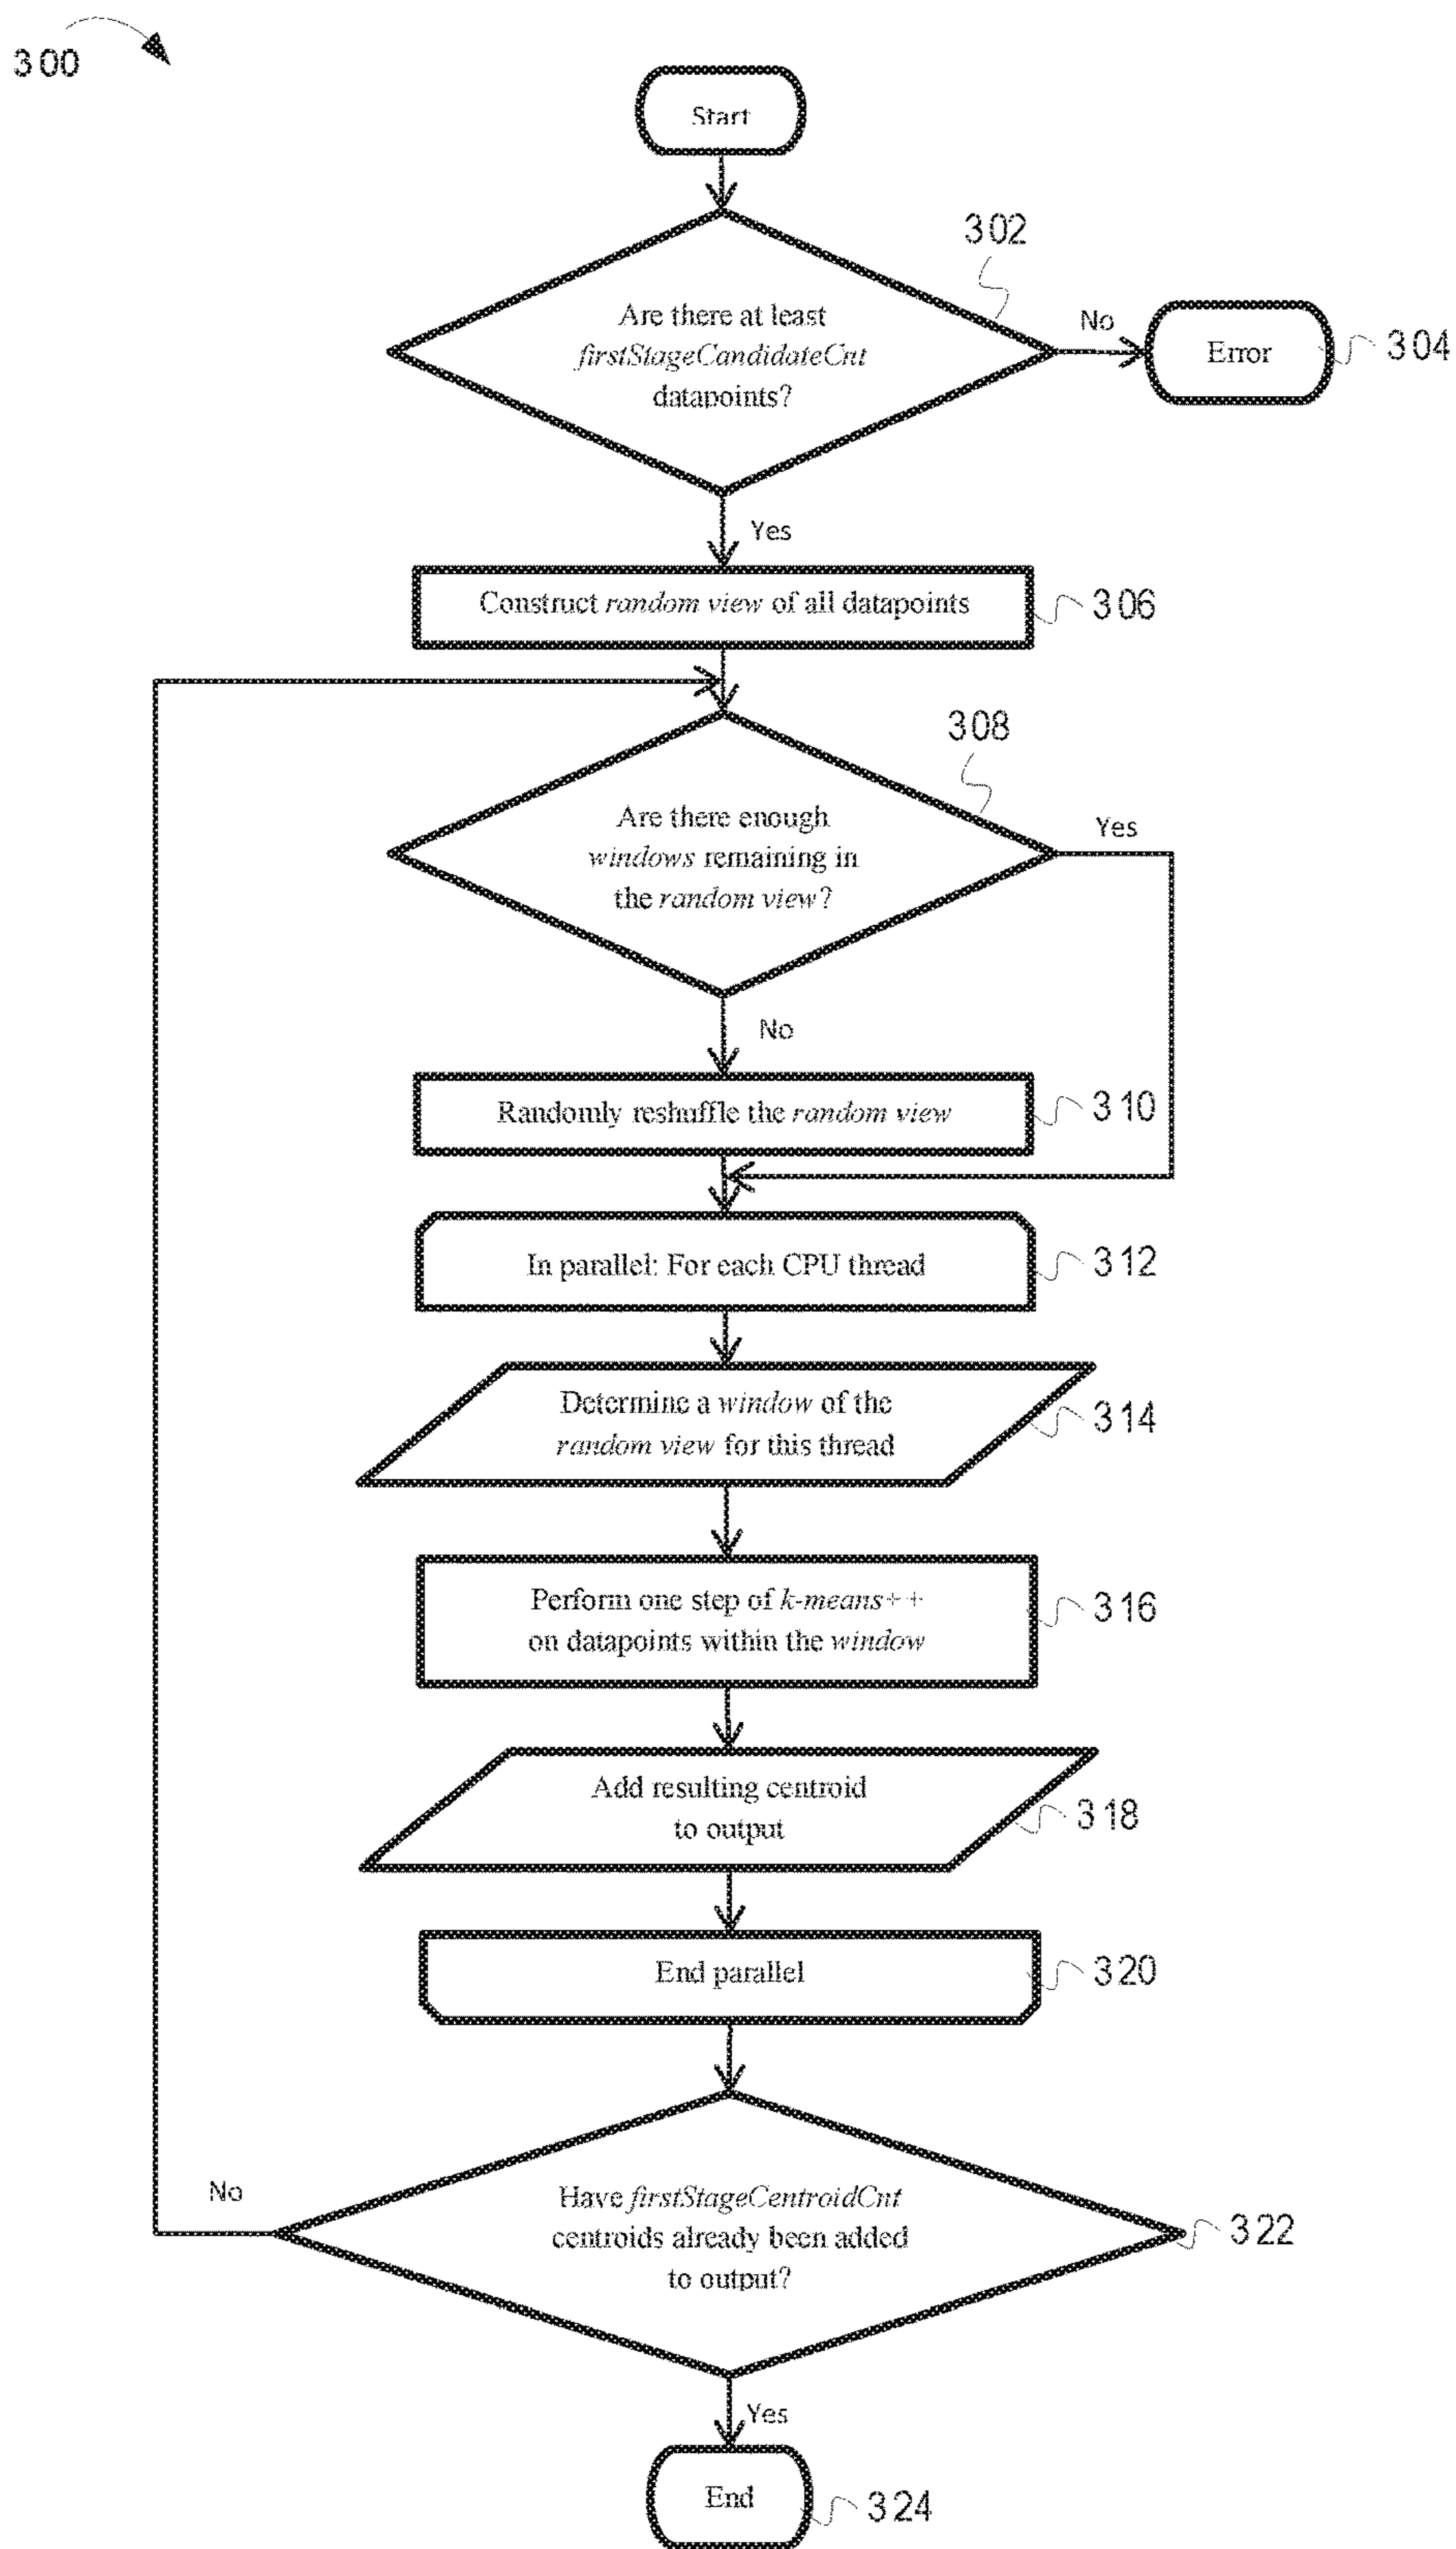 300
Start
302
Are there at least
firstStageCandidateCnt
datapoints?
No
Error
304
Yes
Construct random view of all datapoints
306
308
Are there enough
windows remaining in
the random view?
Yes
No
Randomly reshuffle the random view
310
In parallel: For each CPU thread
312
Determine a window of the
random view for this thread
314
Perform one step of k-means++
on datapoints within the window
316
Add resulting centroid
to output
318
End parallel
320
No
Have firstStageCentroidCnt
centroids already been added
to output?
322
Yes
End
324